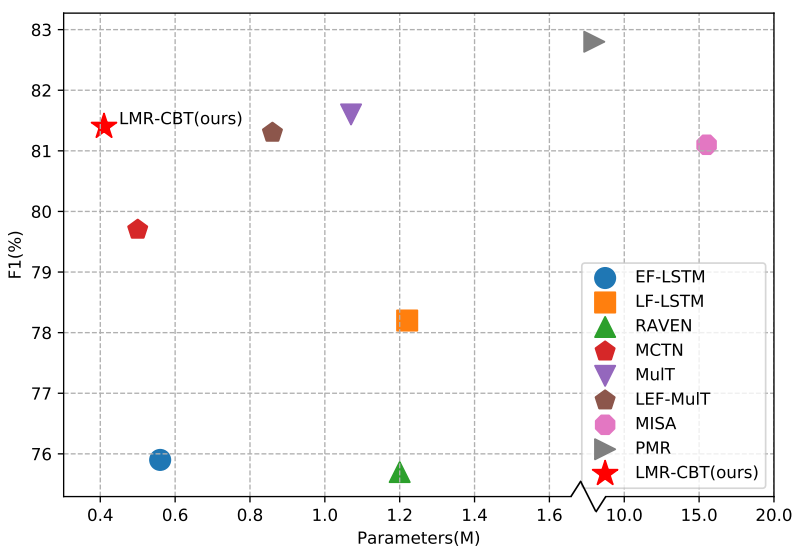 83
82
81
80
79
78
77
76
F1(%)
LMR-CBT(ours)
EF-LSTM
LF-LSTM
RAVEN
MCTN
MulT
LEF-MulT
MISA
PMR
LMR-CBT(ours)
0.4 0.6 0.8 1.0 1.2 1.4 1.6 10.0 15.0 20.0
Parameters(M)